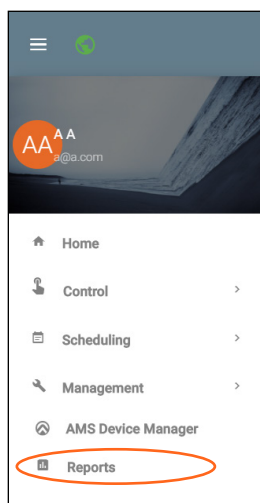 AA
A A
a@a.com
Home
Control
Scheduling
Management
AMS Device Manager
Reports